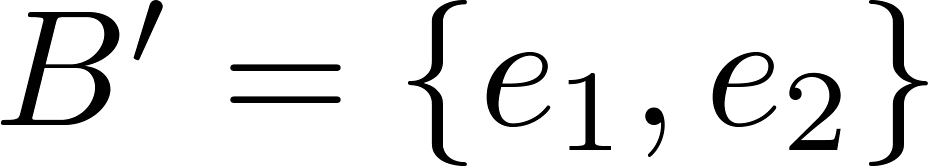 B′ = {e₁, e₂}